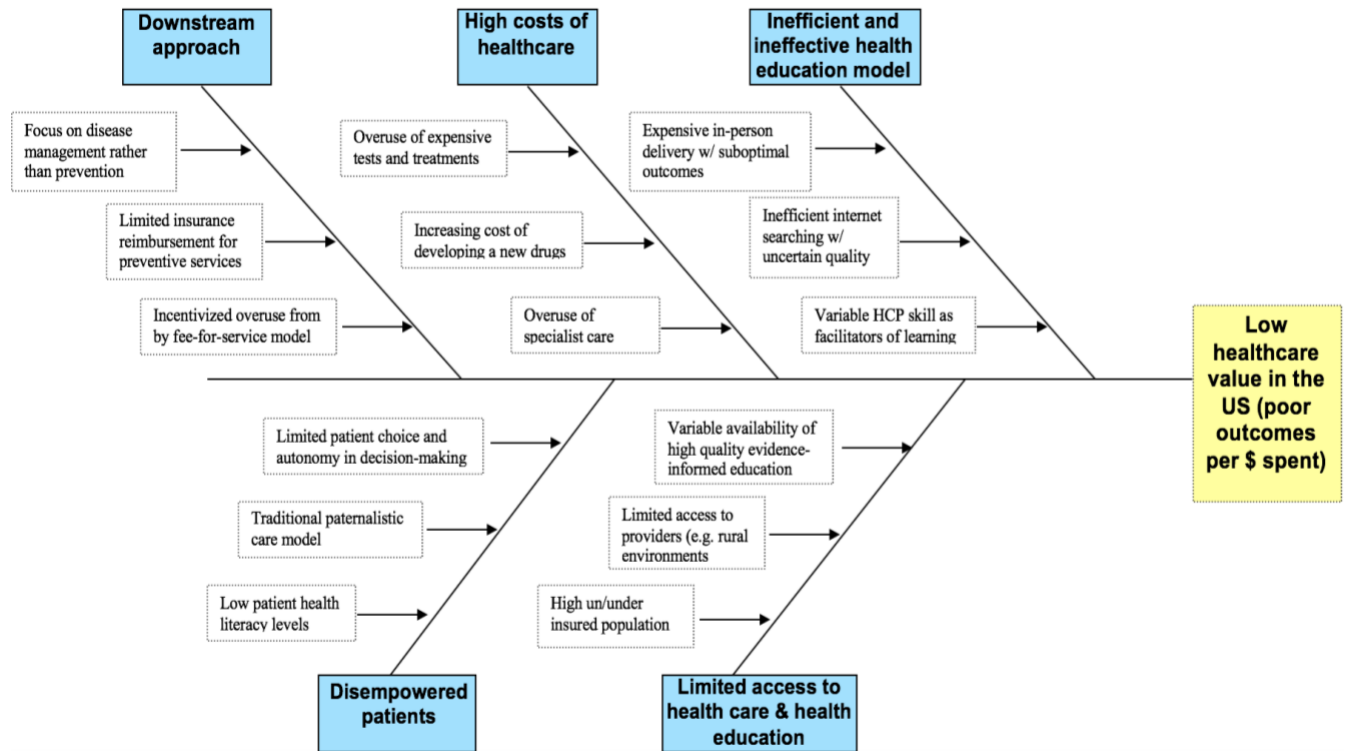 Downstream
approach
High costs of
healthcare
Inefficient and
ineffective health
education model
Focus on disease
management rather
than prevention
Limited insurance
reimbursement for
preventive services
Incentivized overuse from
by fee-for-service model
Overuse of expensive
tests and treatments
Increasing cost of
developing a new drugs
Overuse of
specialist care
Expensive in-person
delivery w/ suboptimal
outcomes
Inefficient internet
searching w/
uncertain quality
Variable HCP skill as
facilitators of learning
Low
healthcare
value in the
US (poor
outcomes
per $ spent)
Limited patient choice and
autonomy in decision-making
Traditional paternalistic
care model
Low patient health
literacy levels
Variable availability of
high quality evidence-
informed education
Limited access to
providers (e.g. rural
environments
High un/under
insured population
Disempowered
patients
Limited access to
health care & health
education